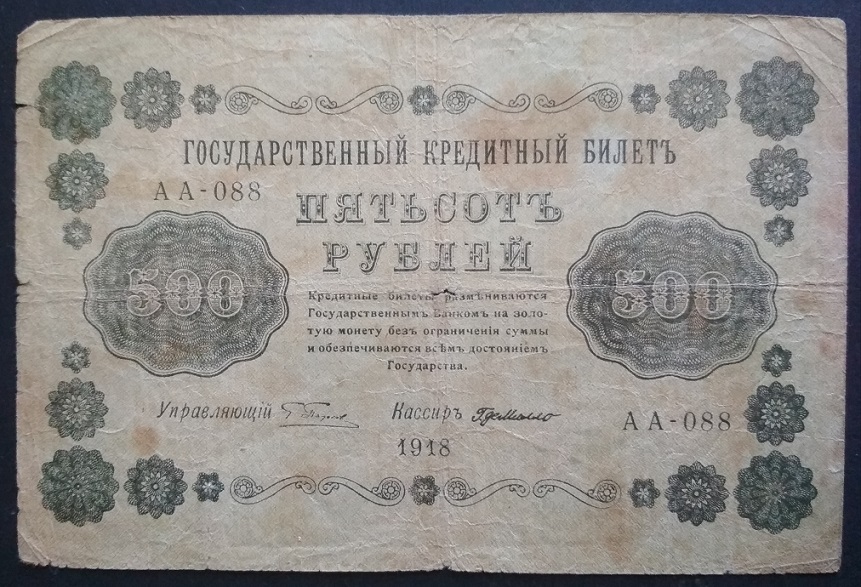 ГОСУДАРСТВЕННЫЙ КРЕДИТНЫЙ БИЛЕТЪ
АА-088
ПЯТЬСОТЪ
РУБЛЕЙ
500
500
Кредитные билеты размѣниваются
Государственнымъ Банкомъ на золо-
тую монету безъ ограниченія суммы
и обезпечиваются всѣмъ достояніемъ
Государства.
Управляющій
Кассиръ
АА-088
1918